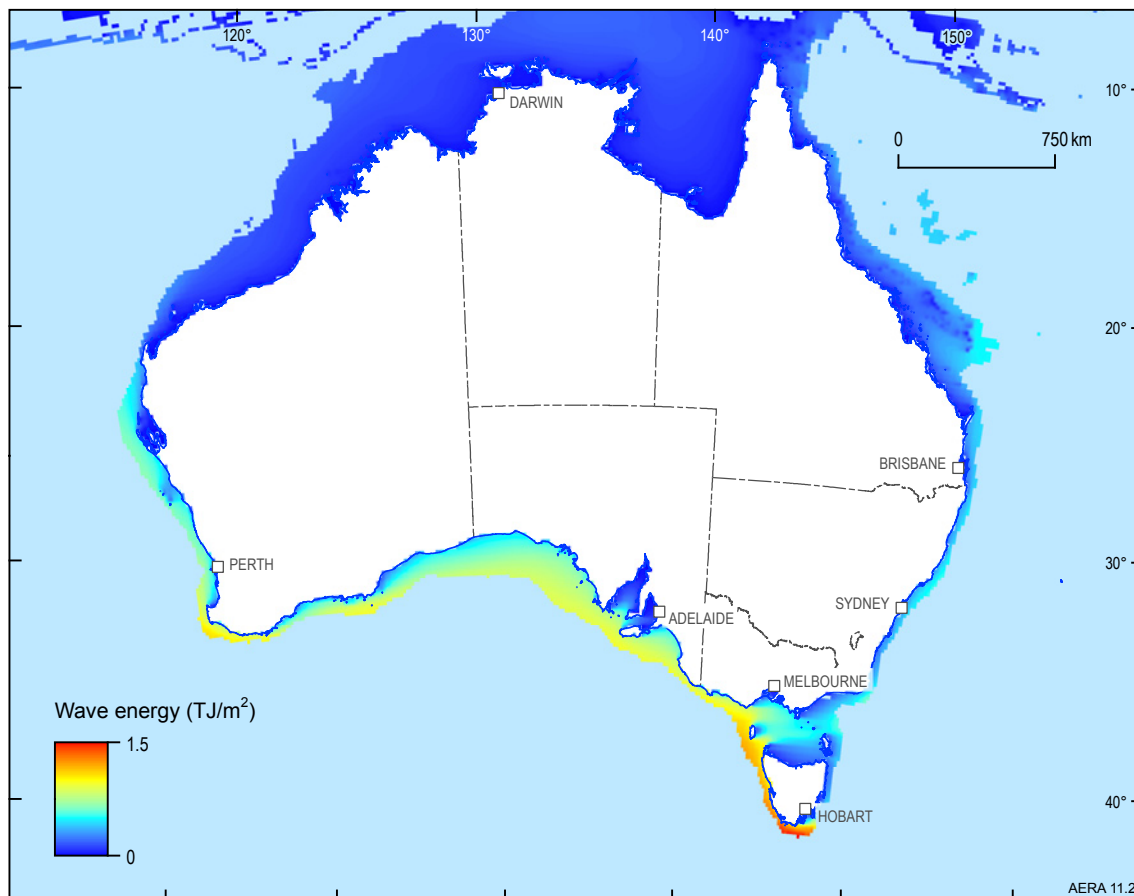 120°
130°
140°
150°
DARWIN
10°
0
750 km
20°
BRISBANE
PERTH
30°
SYDNEY
ADELAIDE
MELBOURNE
Wave energy (TJ/m²)
1.5
0
40°
HOBART
AERA 11.2